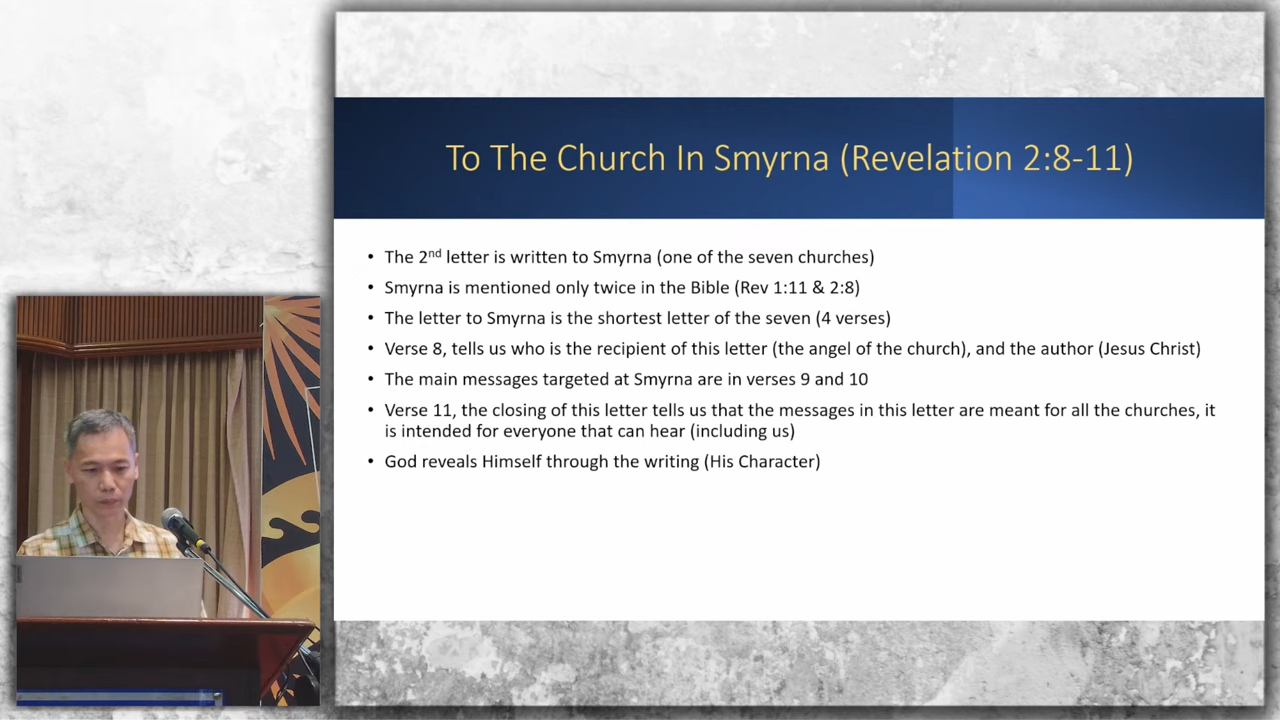 To The Church In Smyrna (Revelation 2:8-11)
• The 2nd letter is written to Smyrna (one of the seven churches)
• Smyrna is mentioned only twice in the Bible (Rev 1:11 & 2:8)
• The letter to Smyrna is the shortest letter of the seven (4 verses)
• Verse 8, tells us who is the recipient of this letter (the angel of the church), and the author (Jesus Christ)
• The main messages targeted at Smyrna are in verses 9 and 10
• Verse 11, the closing of this letter tells us that the messages in this letter are meant for all the churches, it
is intended for everyone that can hear (including us)
• God reveals Himself through the writing (His Character)